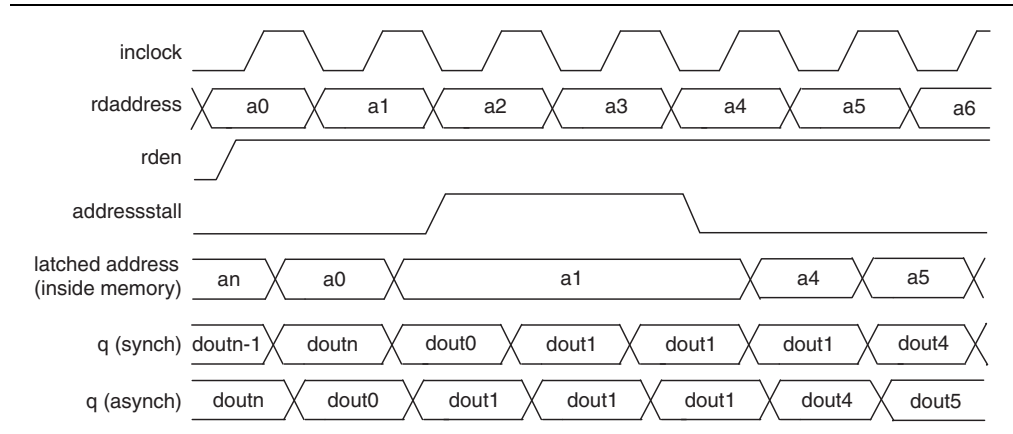 inclock
rdaddress a0 a1 a2 a3 a4 a5 a6
rden
addressstall
latched address
(inside memory) an a0 a1 a4 a5
q (synch) doutn-1 doutn dout0 dout1 dout1 dout1 dout4
q (asynch) doutn dout0 dout1 dout1 dout1 dout4 dout5